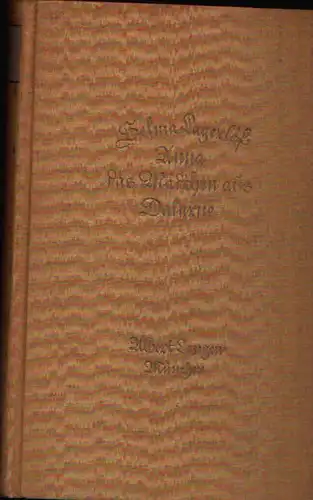 Selma Lagerlöf
Anna
das Mädchen aus
Dalarne
Albert Langen
München